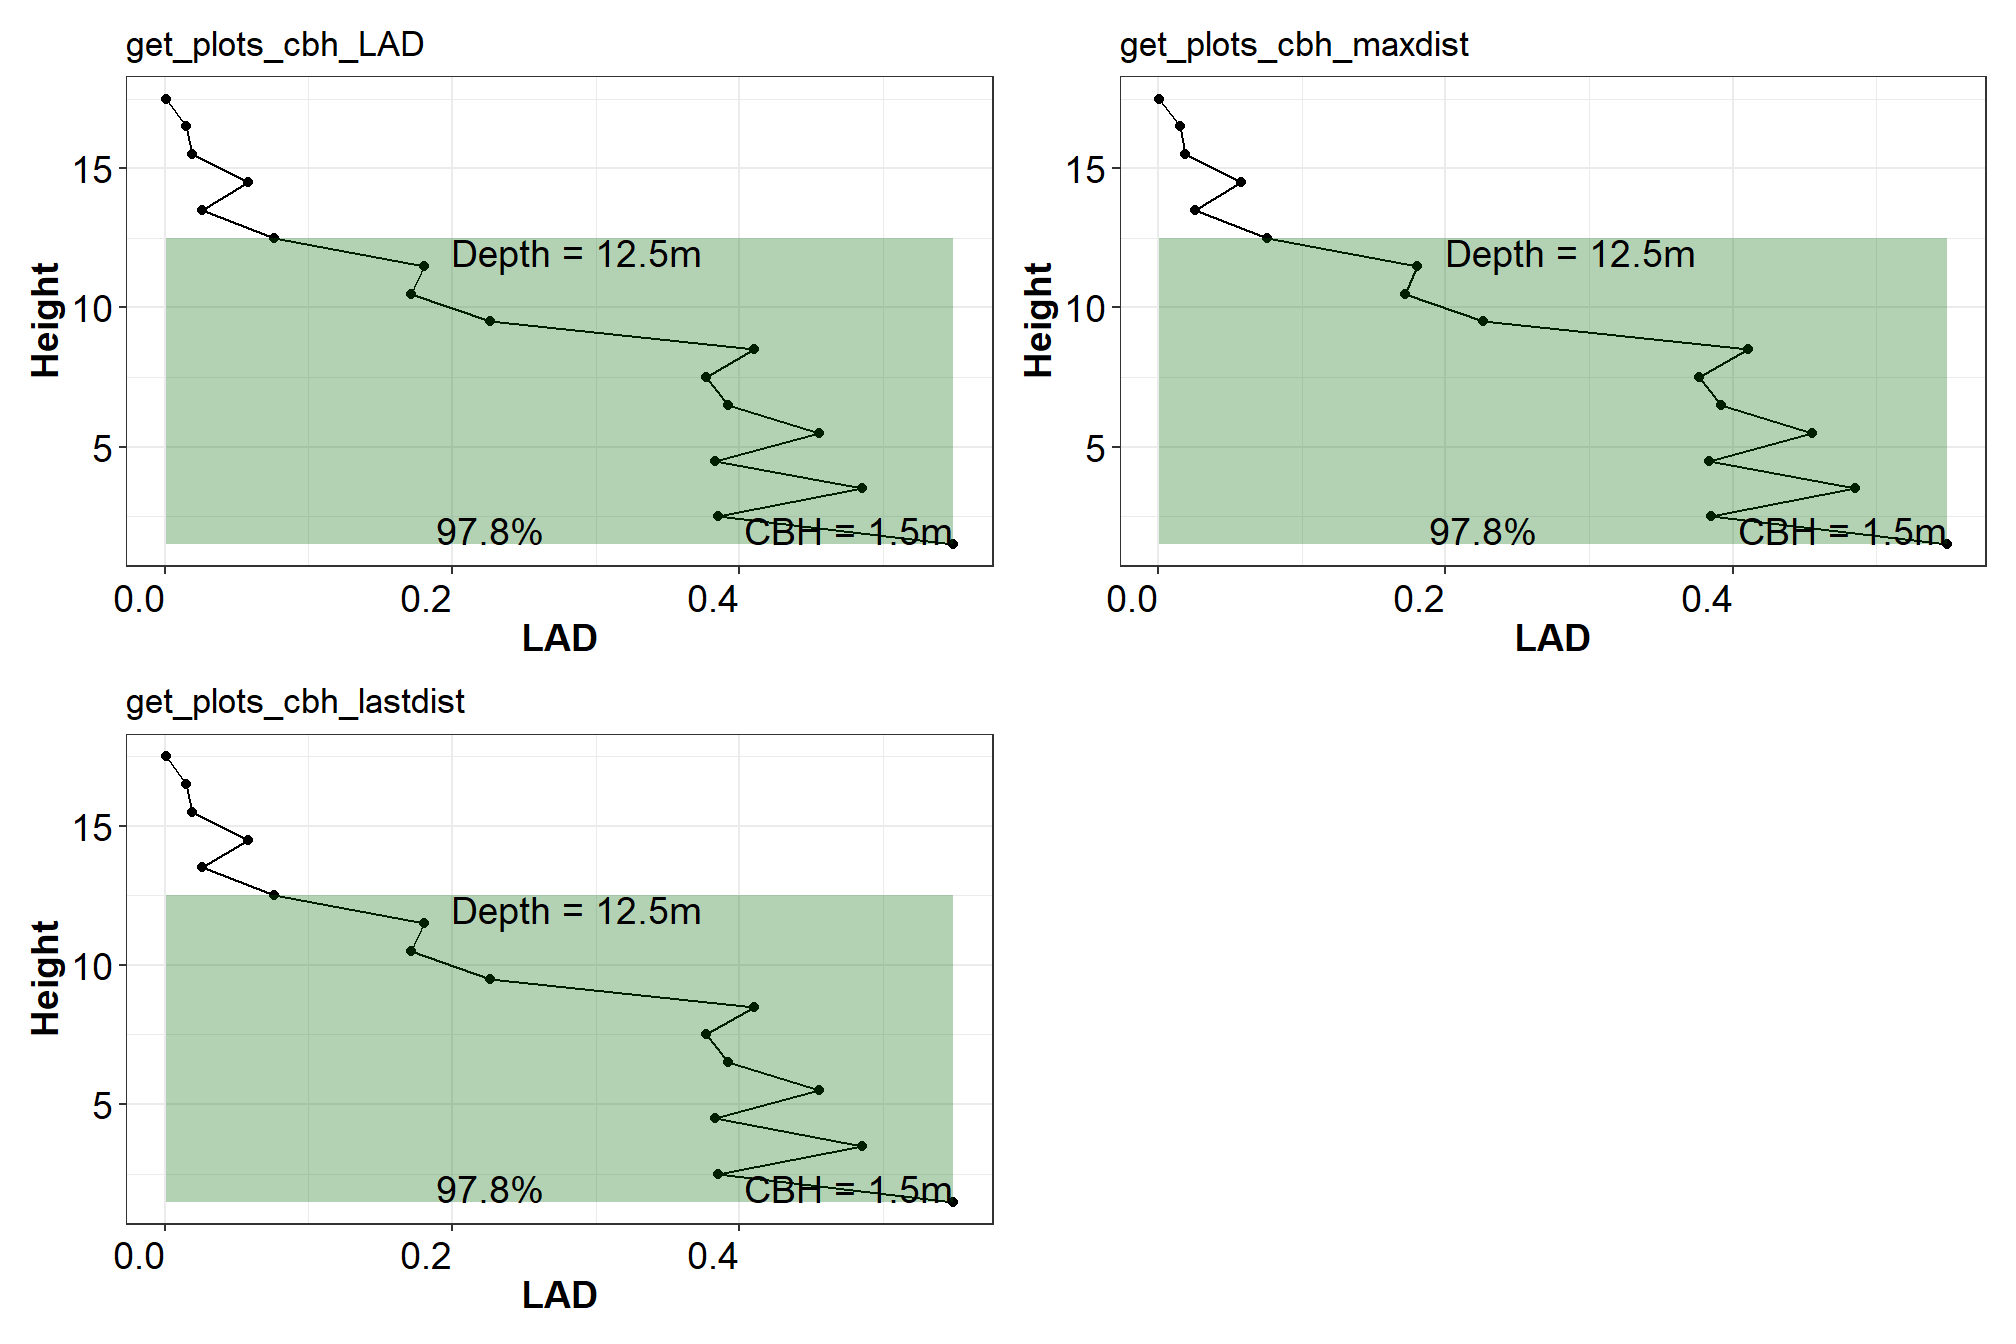 get_plots_cbh_LAD
Height
15
10
5
Depth = 12.5m
97.8%
CBH = 1.5m
0.0 0.2 0.4
LAD
get_plots_cbh_maxdist
Height
15
10
5
Depth = 12.5m
97.8%
CBH = 1.5m
0.0 0.2 0.4
LAD
get_plots_cbh_lastdist
Height
15
10
5
Depth = 12.5m
97.8%
CBH = 1.5m
0.0 0.2 0.4
LAD